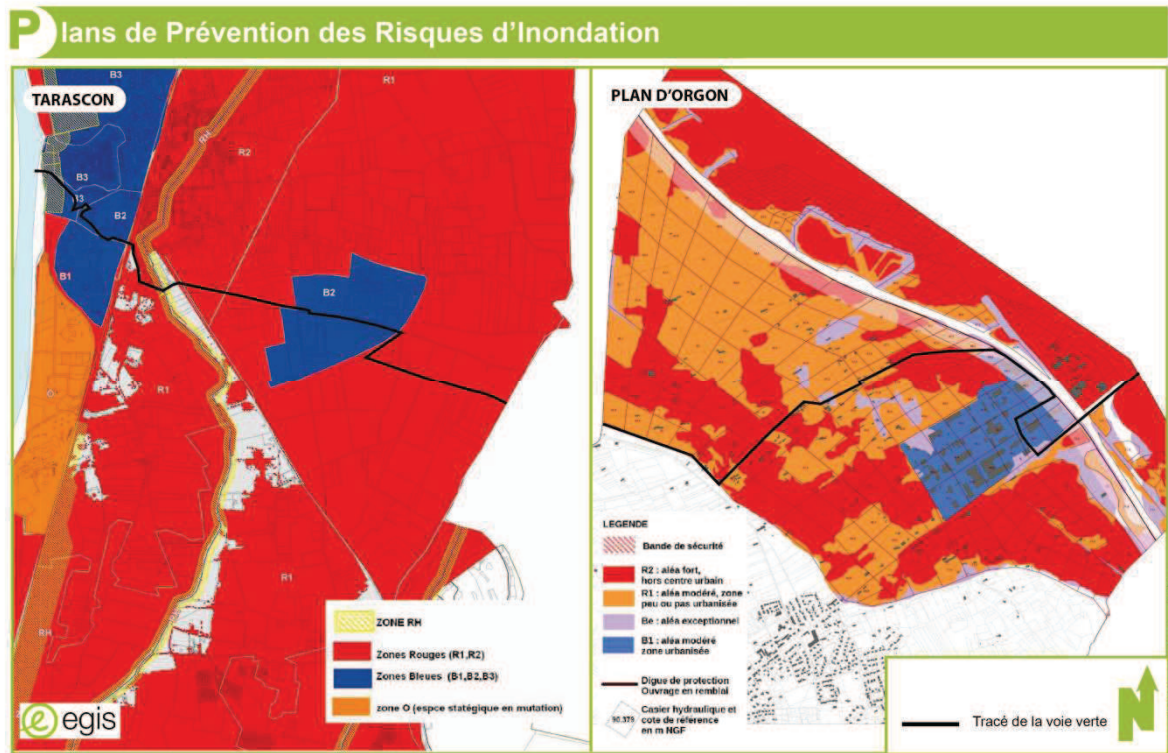 Plans de Prévention des Risques d'Inondation
TARASCON
B3
R1
RH
R2
B3
B3
B2
B1
B2
R1
O
R1
RH
ZONE RH
Zones Rouges (R1,R2)
Zones Bleues (B1,B2,B3)
zone O (espce statégique en mutation)
egis
PLAN D'ORGON
LEGENDE
Bande de sécurité
R2 : aléa fort,
hors centre urbain
R1 : aléa modéré, zone
peu ou pas urbanisée
Be : aléa exceptionnel
B1 : aléa modéré
zone urbanisée
Digue de protection
Ouvrage en remblai
Casier hydraulique et
cote de référence
en m NGF
90.379
Tracé de la voie verte
N